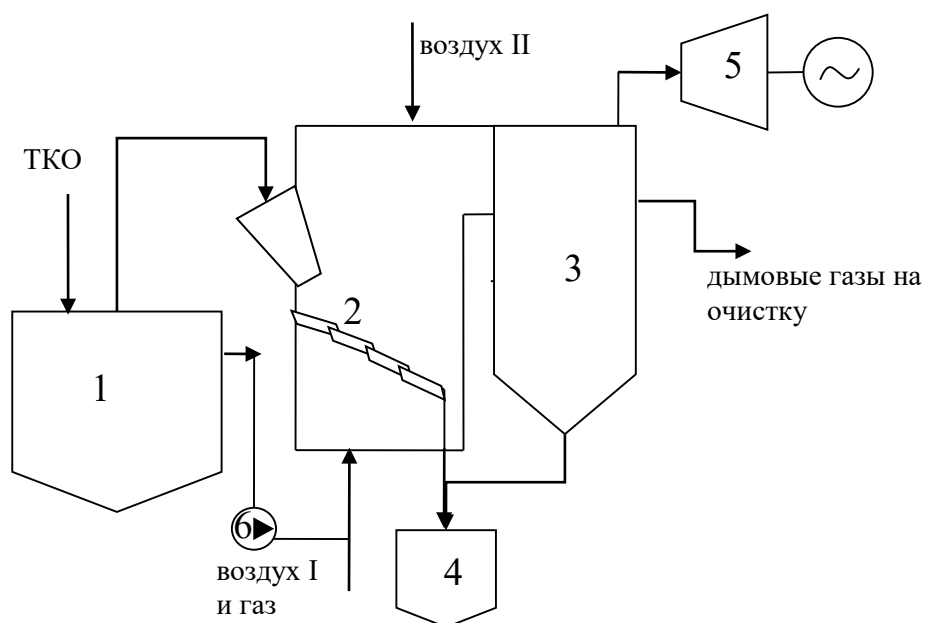 воздух II
5
ТКО
3
дымовые газы на
очистку
2
1
6
воздух I
и газ
4